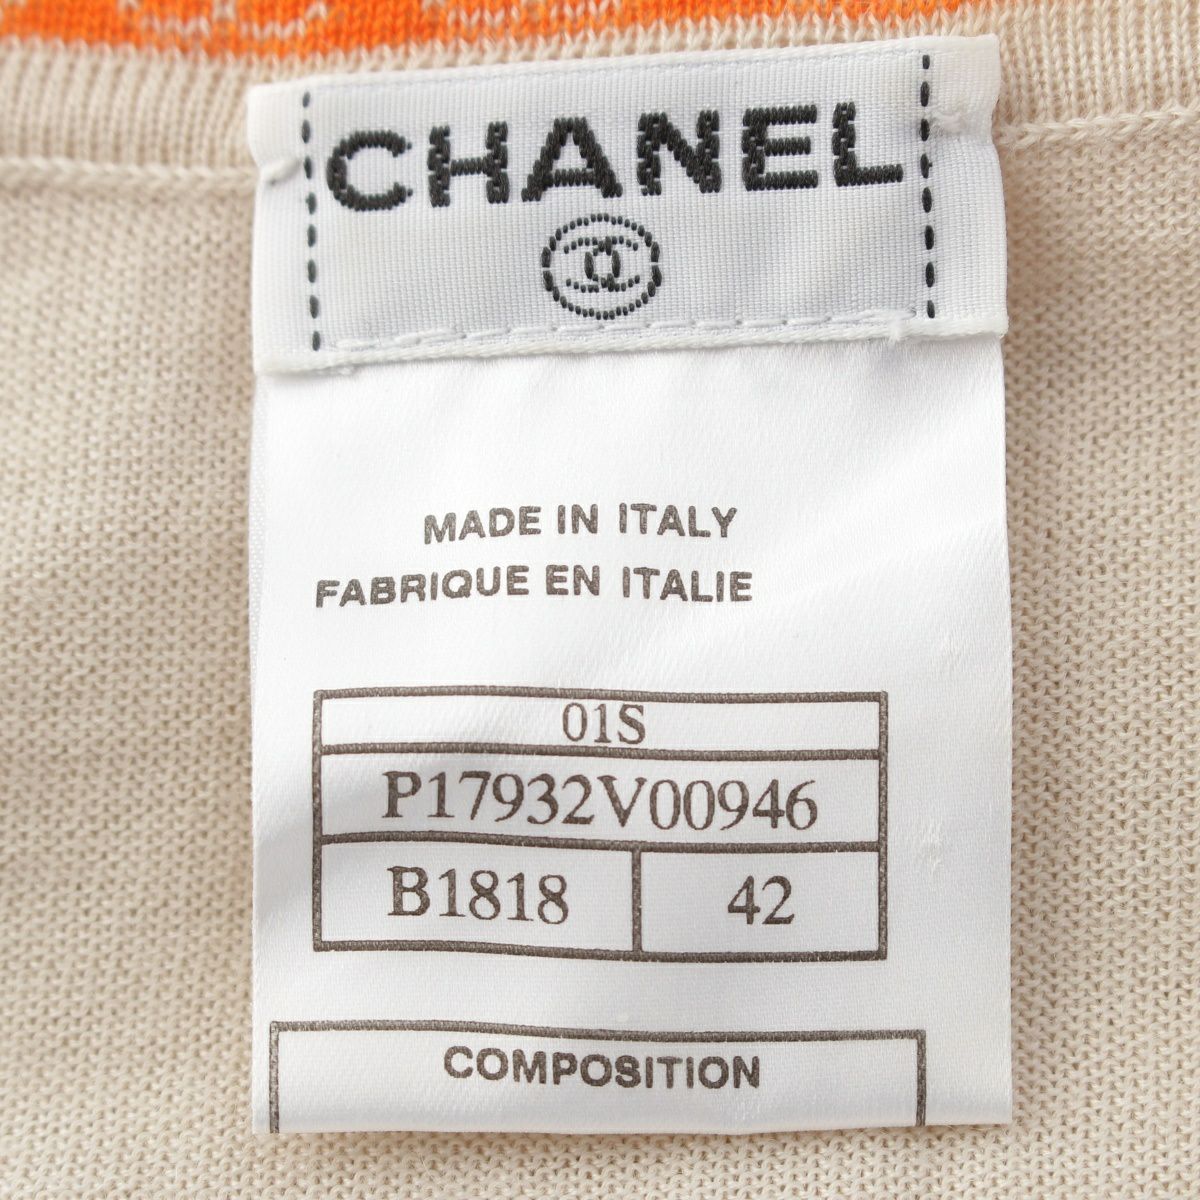 CHANEL
MADE IN ITALY
FABRIQUE EN ITALIE
01S
P17932V00946
B1818 42
COMPOSITION